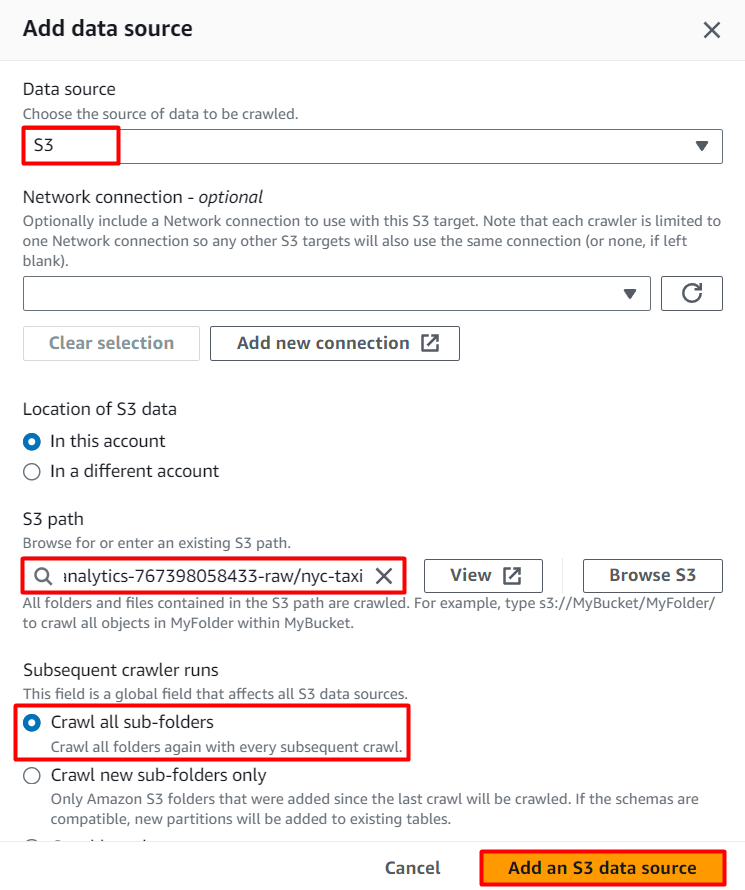 Add data source
Data source
Choose the source of data to be crawled.
S3
Network connection - optional
Optionally include a Network connection to use with this S3 target. Note that each crawler is limited to
one Network connection so any other S3 targets will also use the same connection (or none, if left
blank).
Clear selection
Add new connection
Location of S3 data
In this account
In a different account
S3 path
Browse for or enter an existing S3 path.
analytics-767398058433-raw/nyc-taxi
View
Browse S3
All folders and files contained in the S3 path are crawled. For example, type s3://MyBucket/MyFolder/
to crawl all objects in MyFolder within MyBucket.
Subsequent crawler runs
This field is a global field that affects all S3 data sources.
Crawl all sub-folders
Crawl all folders again with every subsequent crawl.
Crawl new sub-folders only
Only Amazon S3 folders that were added since the last crawl will be crawled. If the schemas are
compatible, new partitions will be added to existing tables.
Cancel
Add an S3 data source